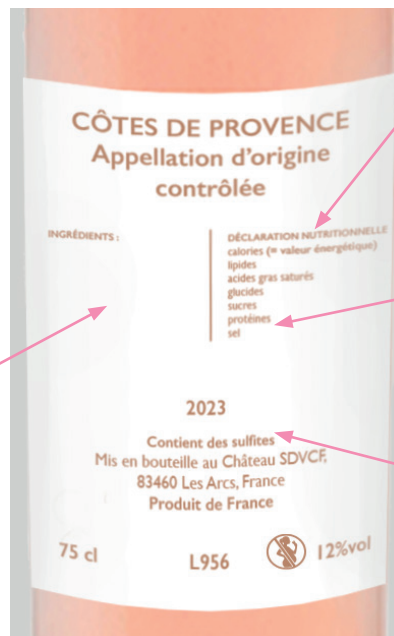 CÔTES DE PROVENCE
Appellation d'origine
contrôlée
INGRÉDIENTS :
DÉCLARATION NUTRITIONNELLE
calories (= valeur énergétique)
lipides
acides gras saturés
glucides
sucres
protéines
sel
2023
Contient des sulfites
Mis en bouteille au Château SDVCF,
83460 Les Arcs, France
Produit de France
75 cl
L956
12%vol